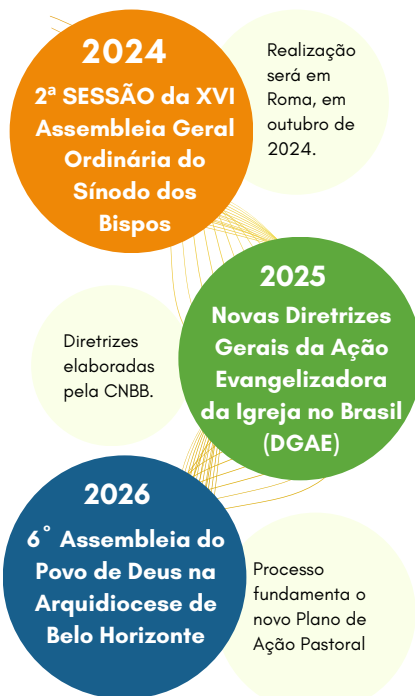 2024
2ª SESSÃO da XVI
Assembleia Geral
Ordinária do
Sínodo dos
Bispos
Realização
será em
Roma, em
outubro de
2024.
2025
Novas Diretrizes
Gerais da Ação
Evangelizadora
da Igreja no Brasil
(DGAE)
Diretrizes
elaboradas
pela CNBB.
2026
6° Assembleia do
Povo de Deus na
Arquidiocese de
Belo Horizonte
Processo
fundamenta o
novo Plano de
Ação Pastoral